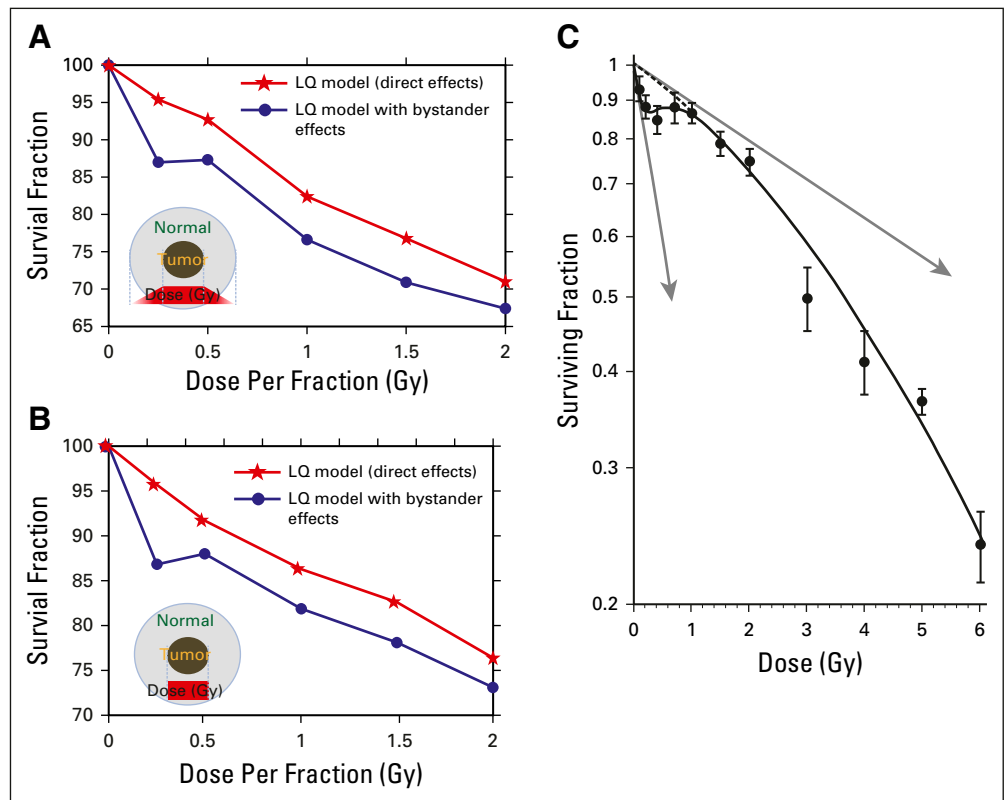 A
100
95
90
85
80
75
70
65
0
0.5
1
1.5
2
Survial Fraction
Dose Per Fraction (Gy)
LQ model (direct effects)
LQ model with bystander
effects
Normal
Tumor
Dose (Gy)
B
100
95
90
85
80
75
70
0
0.5
1
1.5
2
Survial Fraction
Dose Per Fraction (Gy)
LQ model (direct effects)
LQ model with bystander
effects
Normal
Tumor
Dose (Gy)
C
1
0.9
0.8
0.7
0.6
0.5
0.4
0.3
0.2
0
1
2
3
4
5
6
Surviving Fraction
Dose (Gy)